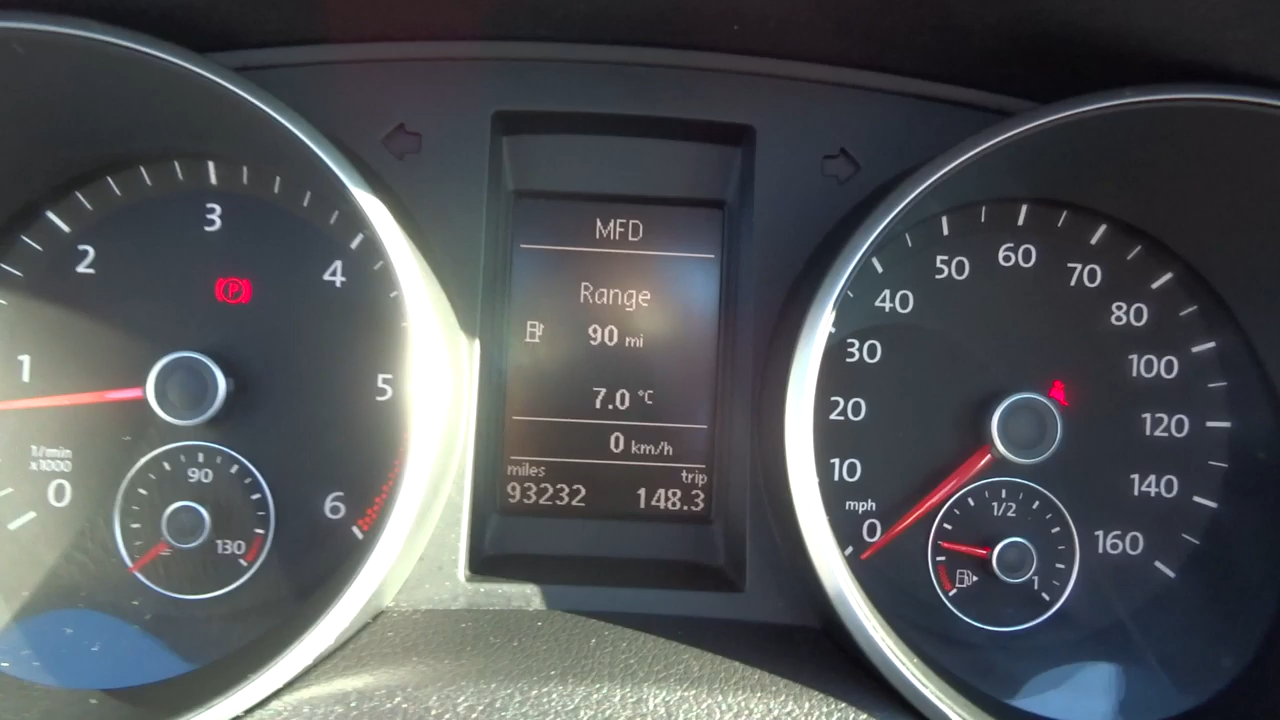 MFD
Range
90 mi
7.0 °C
0 km/h
miles trip
93232 148.3
0 1 2 3 4 5 6
1/min
x1000
P
90
130
0 10 20 30 40 50 60 70 80 100 120 140 160
mph
1/2
1